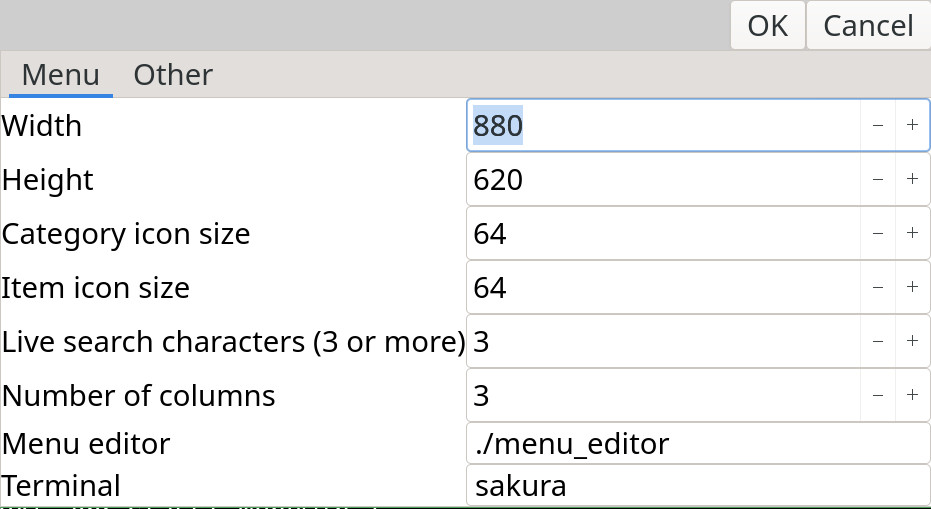 OK Cancel
Menu Other
Width 880 − +
Height 620 − +
Category icon size 64 − +
Item icon size 64 − +
Live search characters (3 or more) 3 − +
Number of columns 3 − +
Menu editor ./menu_editor
Terminal sakura